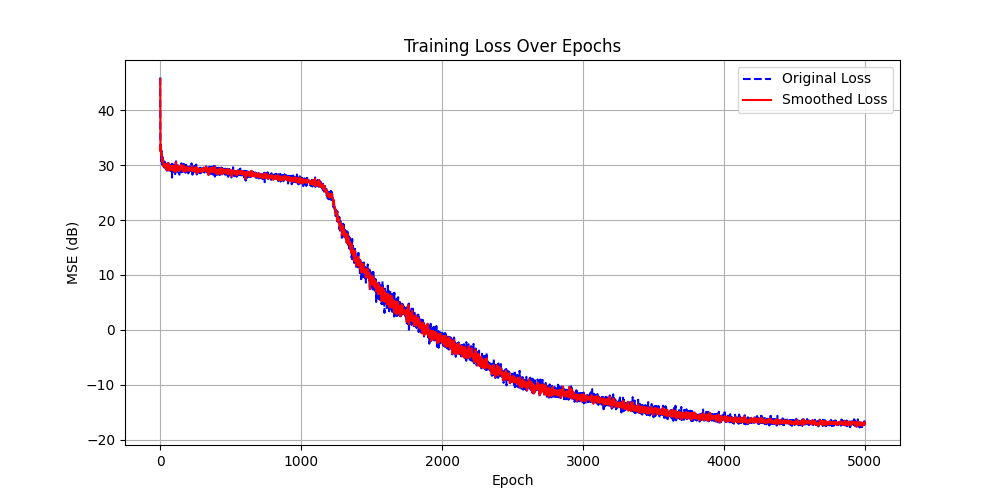 Training Loss Over Epochs
Original Loss
Smoothed Loss
MSE (dB)
40
30
20
10
0
−10
−20
0
1000
2000
3000
4000
5000
Epoch